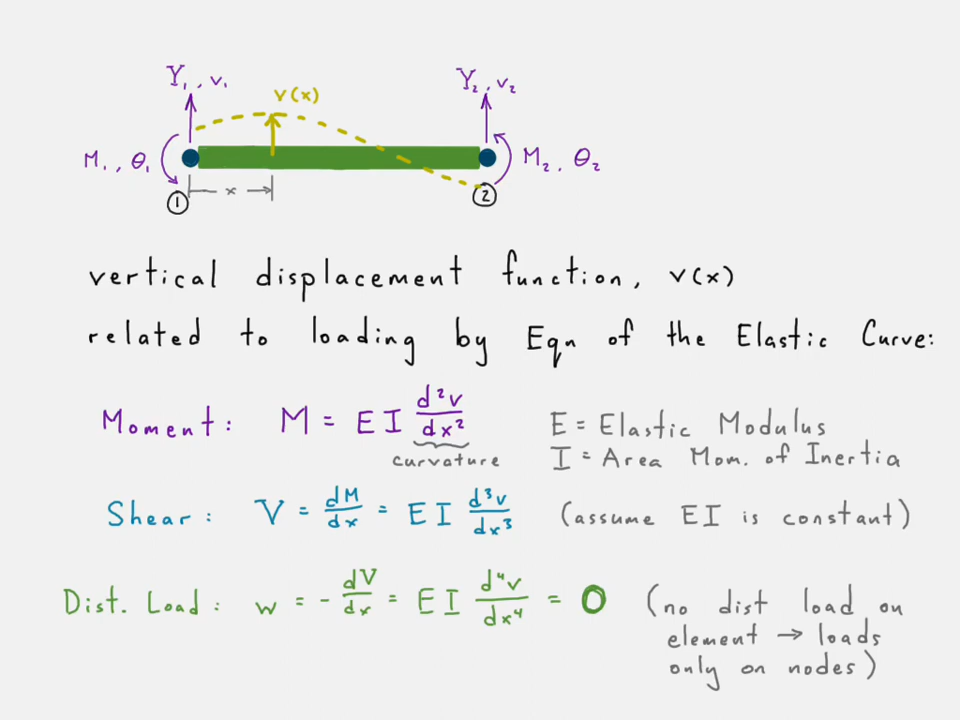 Y₁, v₁
Y₂, v₂
v(x)
M₁, θ₁
M₂, θ₂
x
1
2
vertical displacement function, v(x)
related to loading by Eqn of the Elastic Curve:
Moment: M = EI d²v/dx²
curvature
E = Elastic Modulus
I = Area Mom. of Inertia
Shear: V = dM/dx = EI d³v/dx³ (assume EI is constant)
Dist. Load: w = - dV/dx = EI d⁴v/dx⁴ = 0 (no dist load on
element → loads
only on nodes)